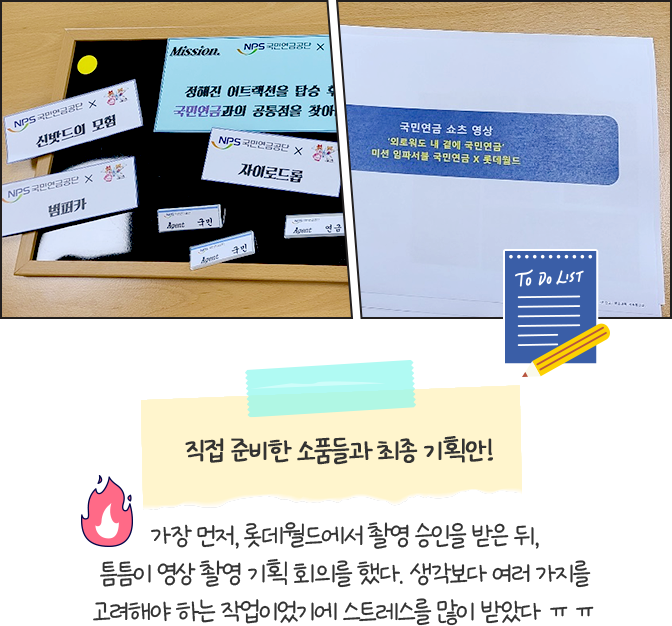 Mission.
NPS 국민연금공단 ×
정해진 어트랙션을 탑승 후
국민연금과의 공통점을 찾아
NPS 국민연금공단 ×
신밧드의 모험
NPS 국민연금공단 ×
자이로드롭
NPS 국민연금공단 ×
범퍼카
Agent 국민
Agent 국민
Agent 연금
국민연금 쇼츠 영상
'외로워도 내 곁에 국민연금'
미션 임파서블 국민연금 X 롯데월드
TO DO LIST
직접 준비한 소품들과 최종 기획안!
가장 먼저, 롯데월드에서 촬영 승인을 받은 뒤,
틈틈이 영상 촬영 기획 회의를 했다. 생각보다 여러 가지를
고려해야 하는 작업이었기에 스트레스를 많이 받았다 ㅠㅠ